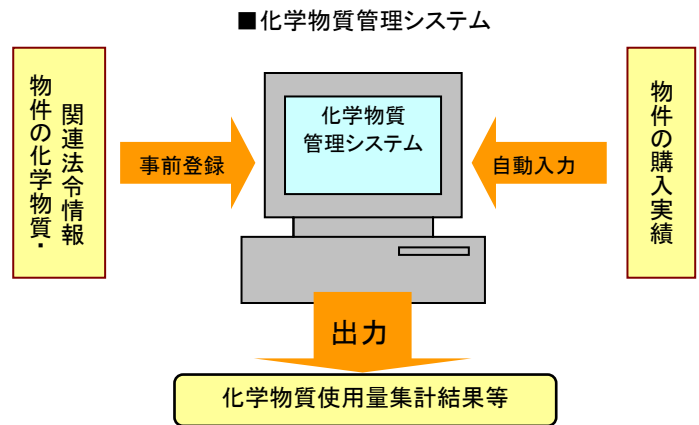 ■化学物質管理システム
物件の化学物質・
関連法令情報
事前登録
化学物質
管理システム
自動入力
物件の購入実績
出力
化学物質使用量集計結果等